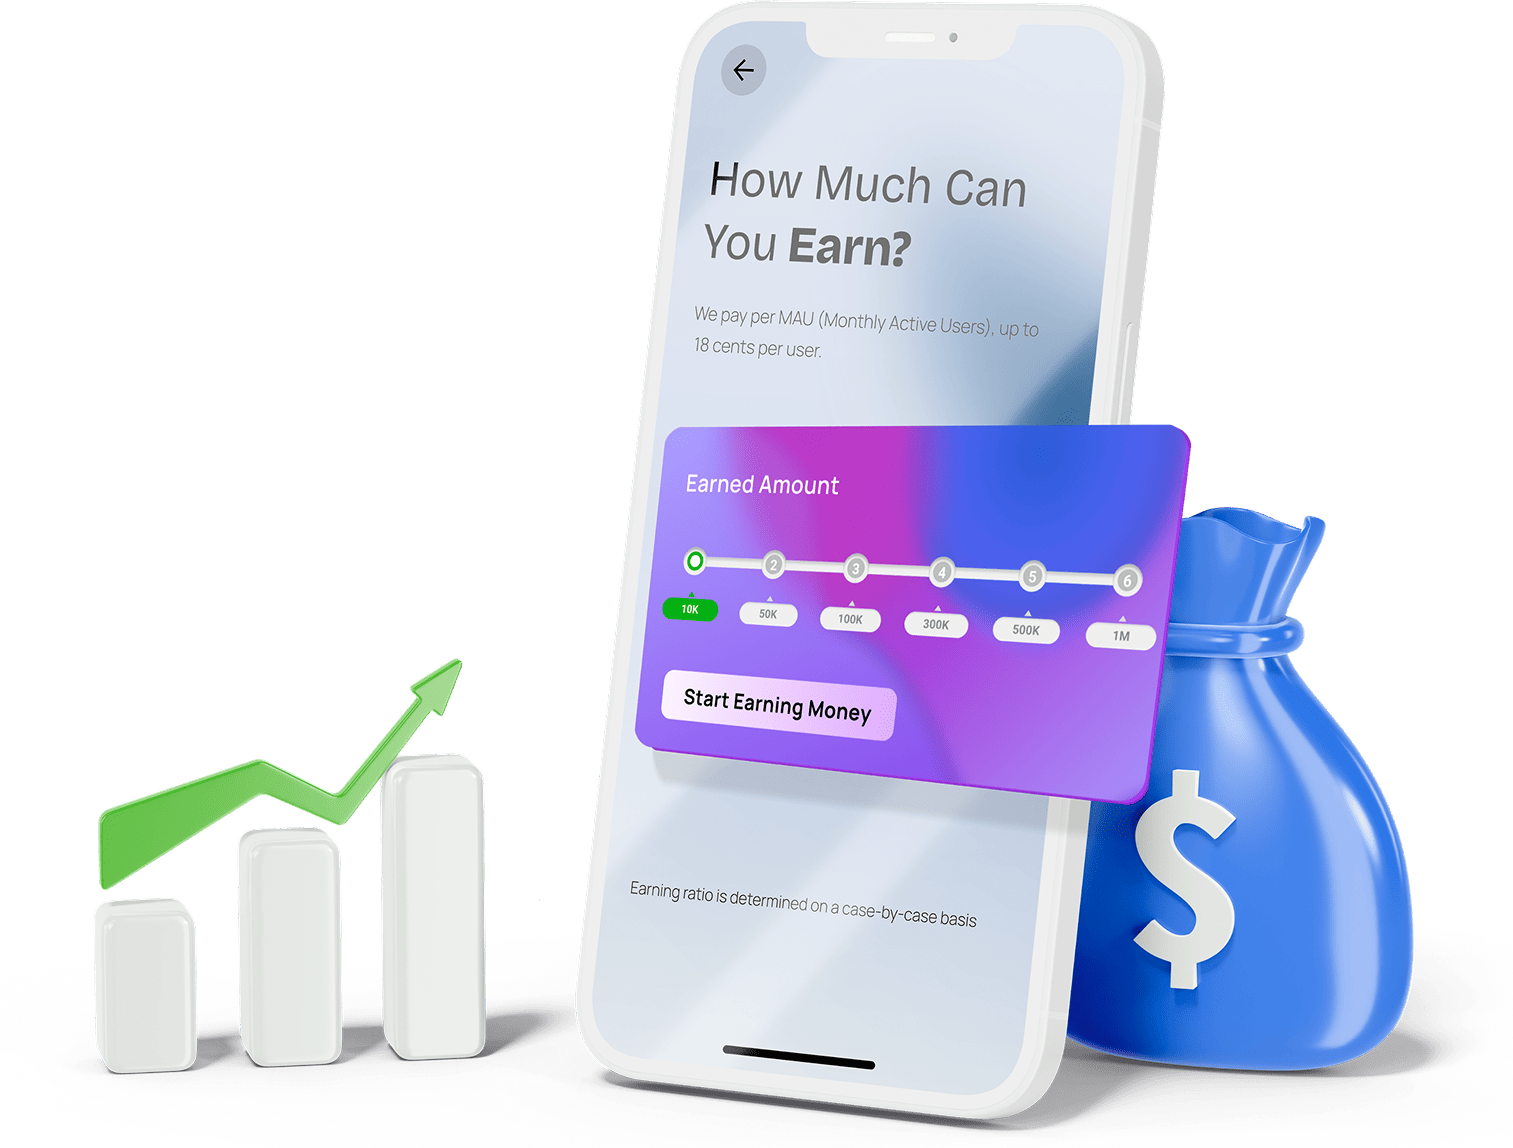 How Much Can
You Earn?
We pay per MAU (Monthly Active Users), up to
18 cents per user.
Earned Amount
2 3 4 5 6
10K 50K 100K 300K 500K 1M
Start Earning Money
Earning ratio is determined on a case-by-case basis
$